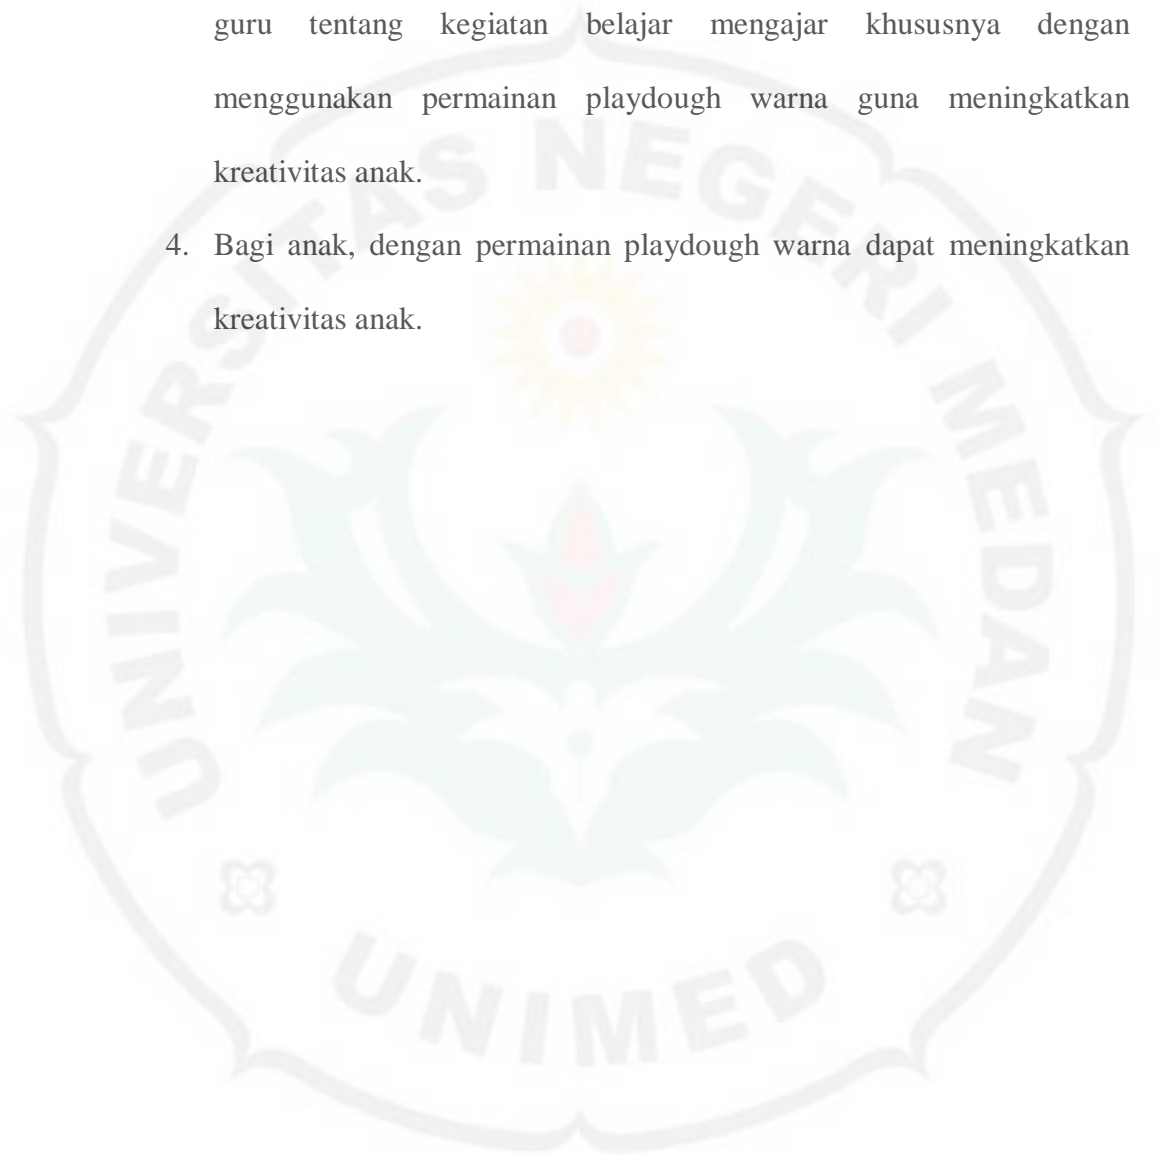 guru tentang kegiatan belajar mengajar khususnya dengan
menggunakan permainan playdough warna guna meningkatkan
kreativitas anak.
4. Bagi anak, dengan permainan playdough warna dapat meningkatkan
kreativitas anak.
UNIVERSITAS NEGERI MEDAN
UNIMED